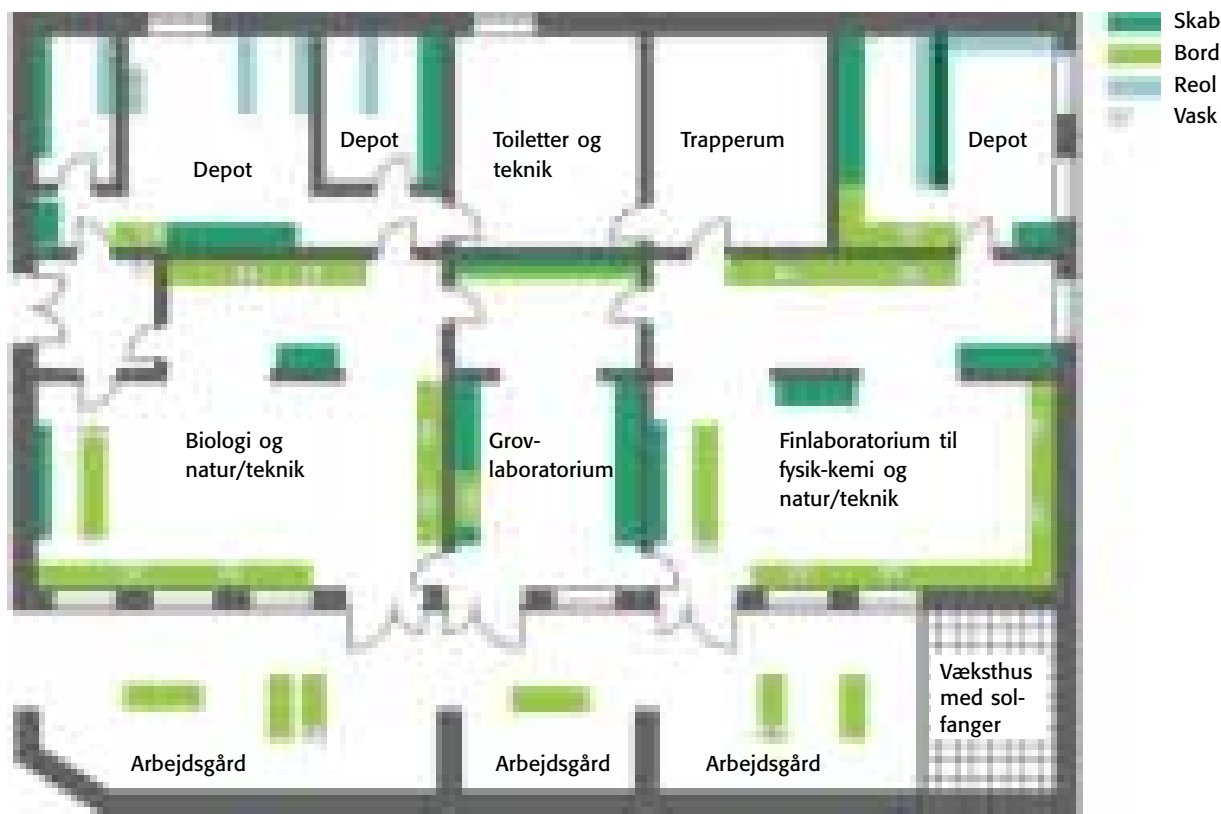 Skab
Bord
Reol
Vask
Depot
Depot
Toiletter og
teknik
Trapperum
Depot
Biologi og
natur/teknik
Grov-
laboratorium
Finlaboratorium til
fysik-kemi og
natur/teknik
Væksthus
med sol-
fanger
Arbejdsgård
Arbejdsgård
Arbejdsgård